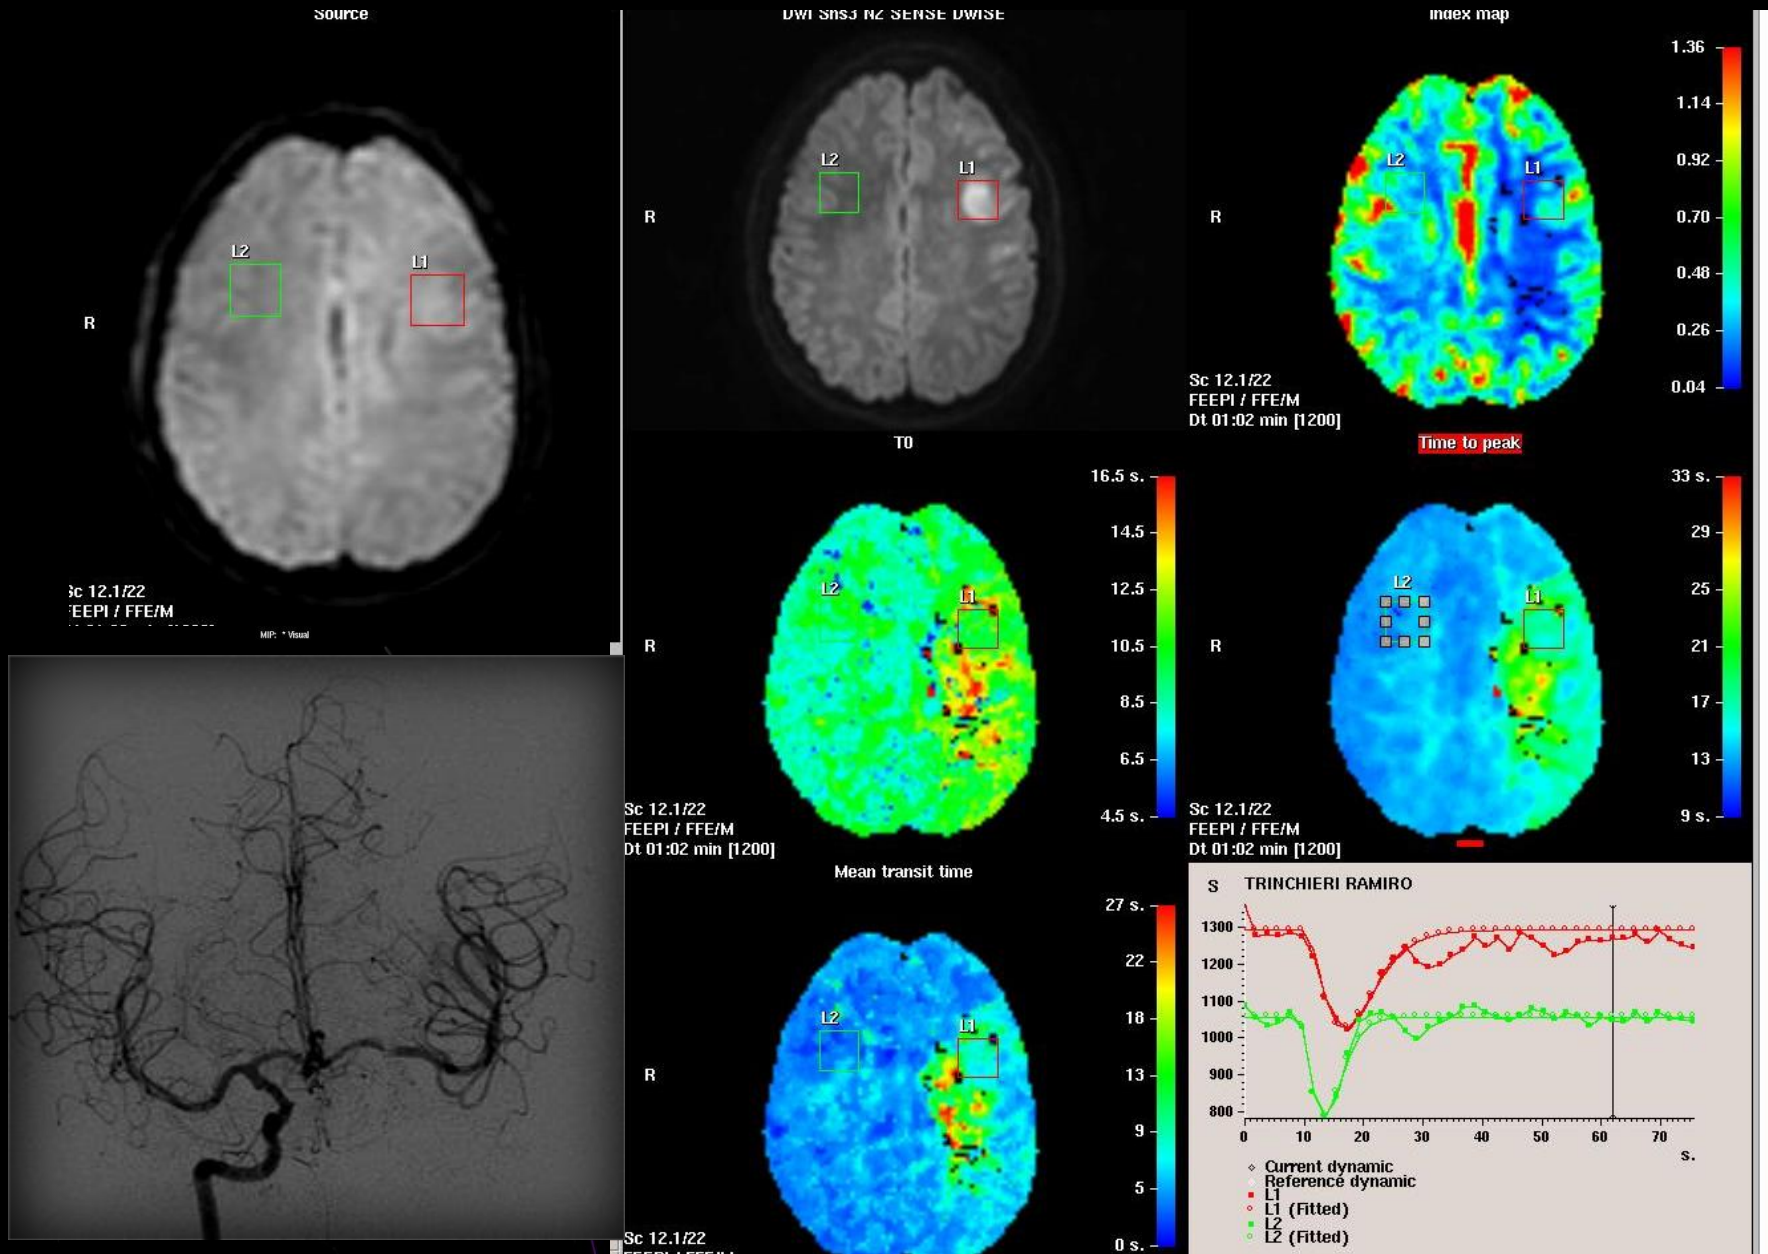 Source
L2
L1
R
Sc 12.1/22
FEEPI / FFE/M
MIP: * Visual
Dwi Shs3 N2 SENSE DwiSE
L2
L1
R
Index map
L2
L1
R
1.36
1.14
0.92
0.70
0.48
0.26
0.04
Sc 12.1/22
FEEPI / FFE/M
Dt 01:02 min [1200]
T0
L2
L1
R
16.5 s.
14.5
12.5
10.5
8.5
6.5
4.5 s.
Sc 12.1/22
FEEPI / FFE/M
Dt 01:02 min [1200]
Time to peak
L2
L1
R
33 s.
29
25
21
17
13
9 s.
Sc 12.1/22
FEEPI / FFE/M
Dt 01:02 min [1200]
Mean transit time
L2
L1
R
27 s.
22
18
13
9
5
0 s.
Sc 12.1/22
FEEPI / FFE/M
S TRINCHIERI RAMIRO
1300
1200
1100
1000
900
800
0 10 20 30 40 50 60 70
s.
Current dynamic
Reference dynamic
L1
L1 (Fitted)
L2
L2 (Fitted)